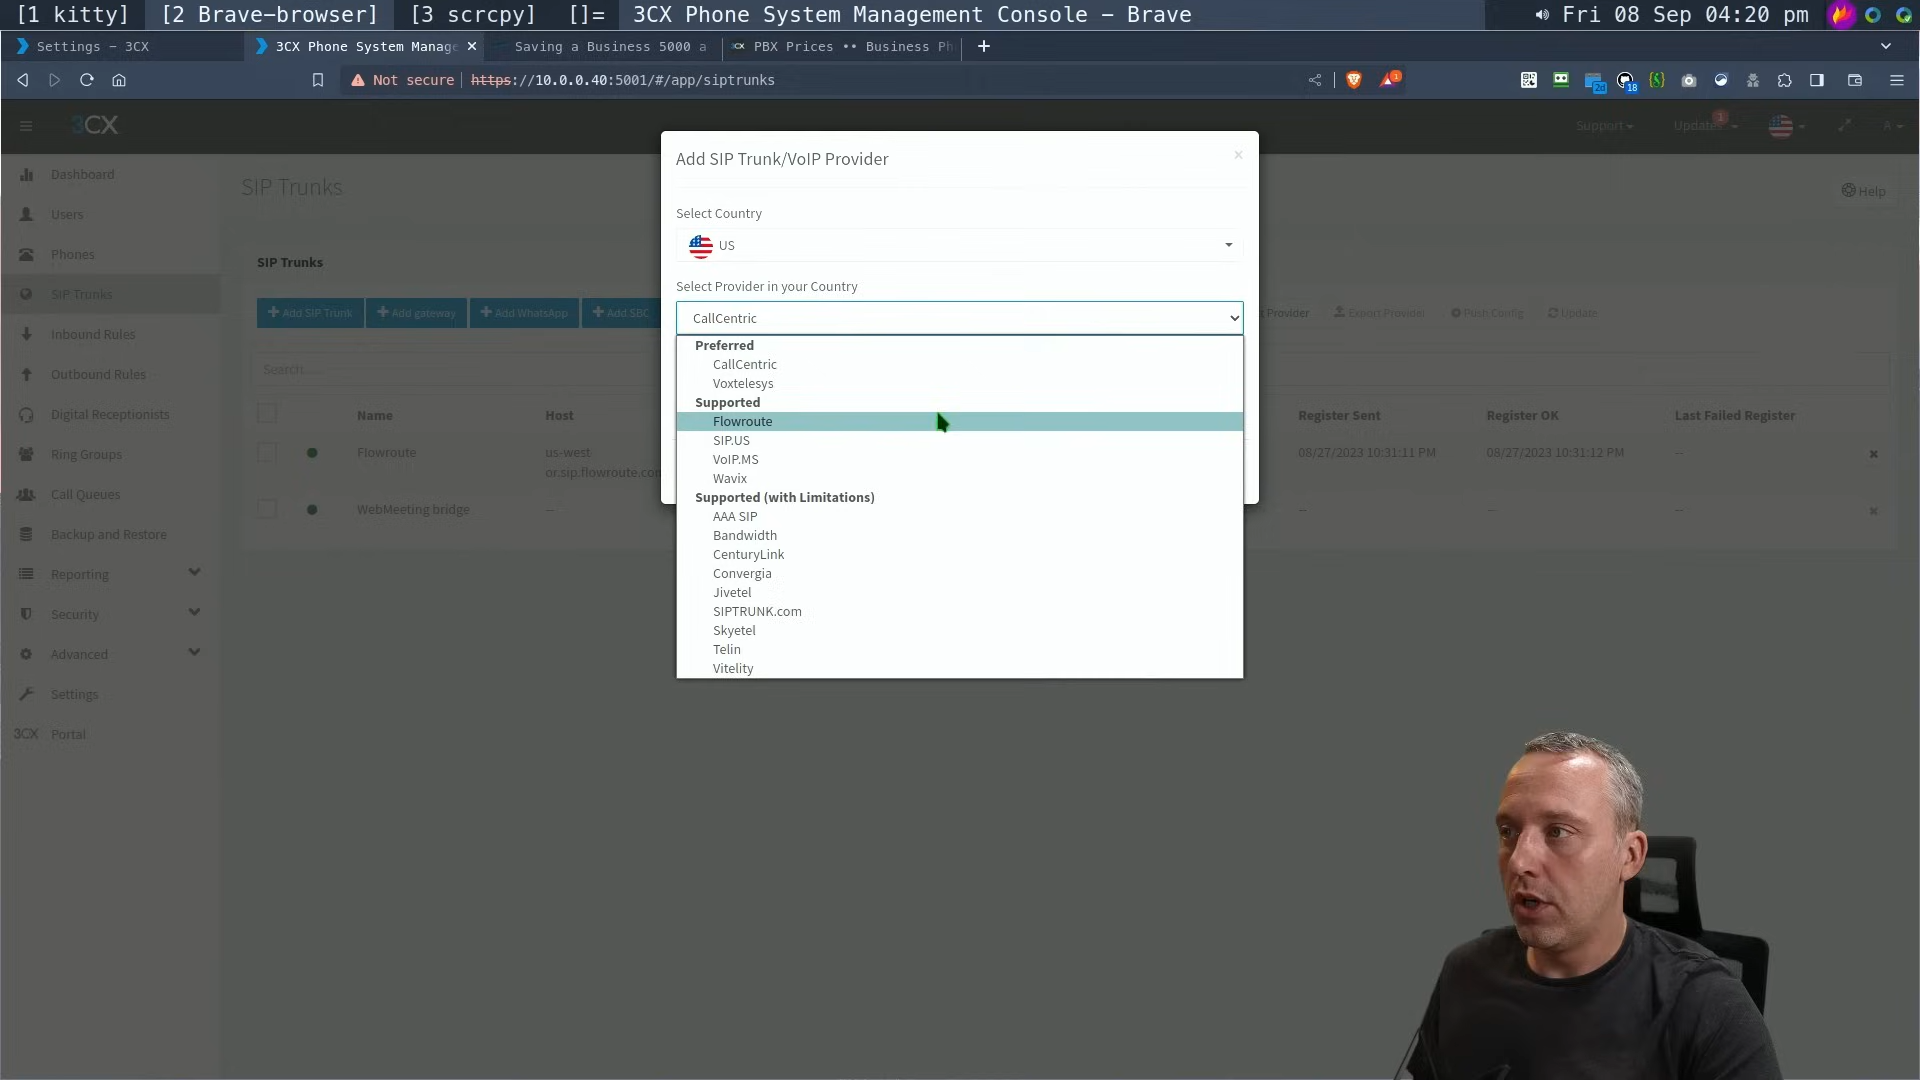 [1 kitty] [2 Brave-browser] [3 scrcpy] []= 3CX Phone System Management Console - Brave Fri 08 Sep 04:20 pm
Settings - 3CX
3CX Phone System Manage
Saving a Business 5000 a
PBX Prices •• Business Ph
Not secure https://10.0.0.40:5001/#/app/siptrunks
1
2d
18
3CX
Support
Updates 1
A
Dashboard
Users
Phones
SIP Trunks
Inbound Rules
Outbound Rules
Digital Receptionists
Ring Groups
Call Queues
Backup and Restore
Reporting
Security
Advanced
Settings
3CX Portal
SIP Trunks
Help
SIP Trunks
Add SIP Trunk Add gateway Add WhatsApp Add SBC
t Provider Export Provider Push Config Update
Search...
Name Host Register Sent Register OK Last Failed Register
Flowroute us-west-
or.sip.flowroute.com
08/27/2023 10:31:11 PM 08/27/2023 10:31:12 PM --
WebMeeting bridge -- -- -- --
Add SIP Trunk/VoIP Provider
Select Country
US
Select Provider in your Country
CallCentric
Preferred
CallCentric
Voxtelesys
Supported
Flowroute
SIP.US
VoIP.MS
Wavix
Supported (with Limitations)
AAA SIP
Bandwidth
CenturyLink
Convergia
Jivetel
SIPTRUNK.com
Skyetel
Telin
Vitelity